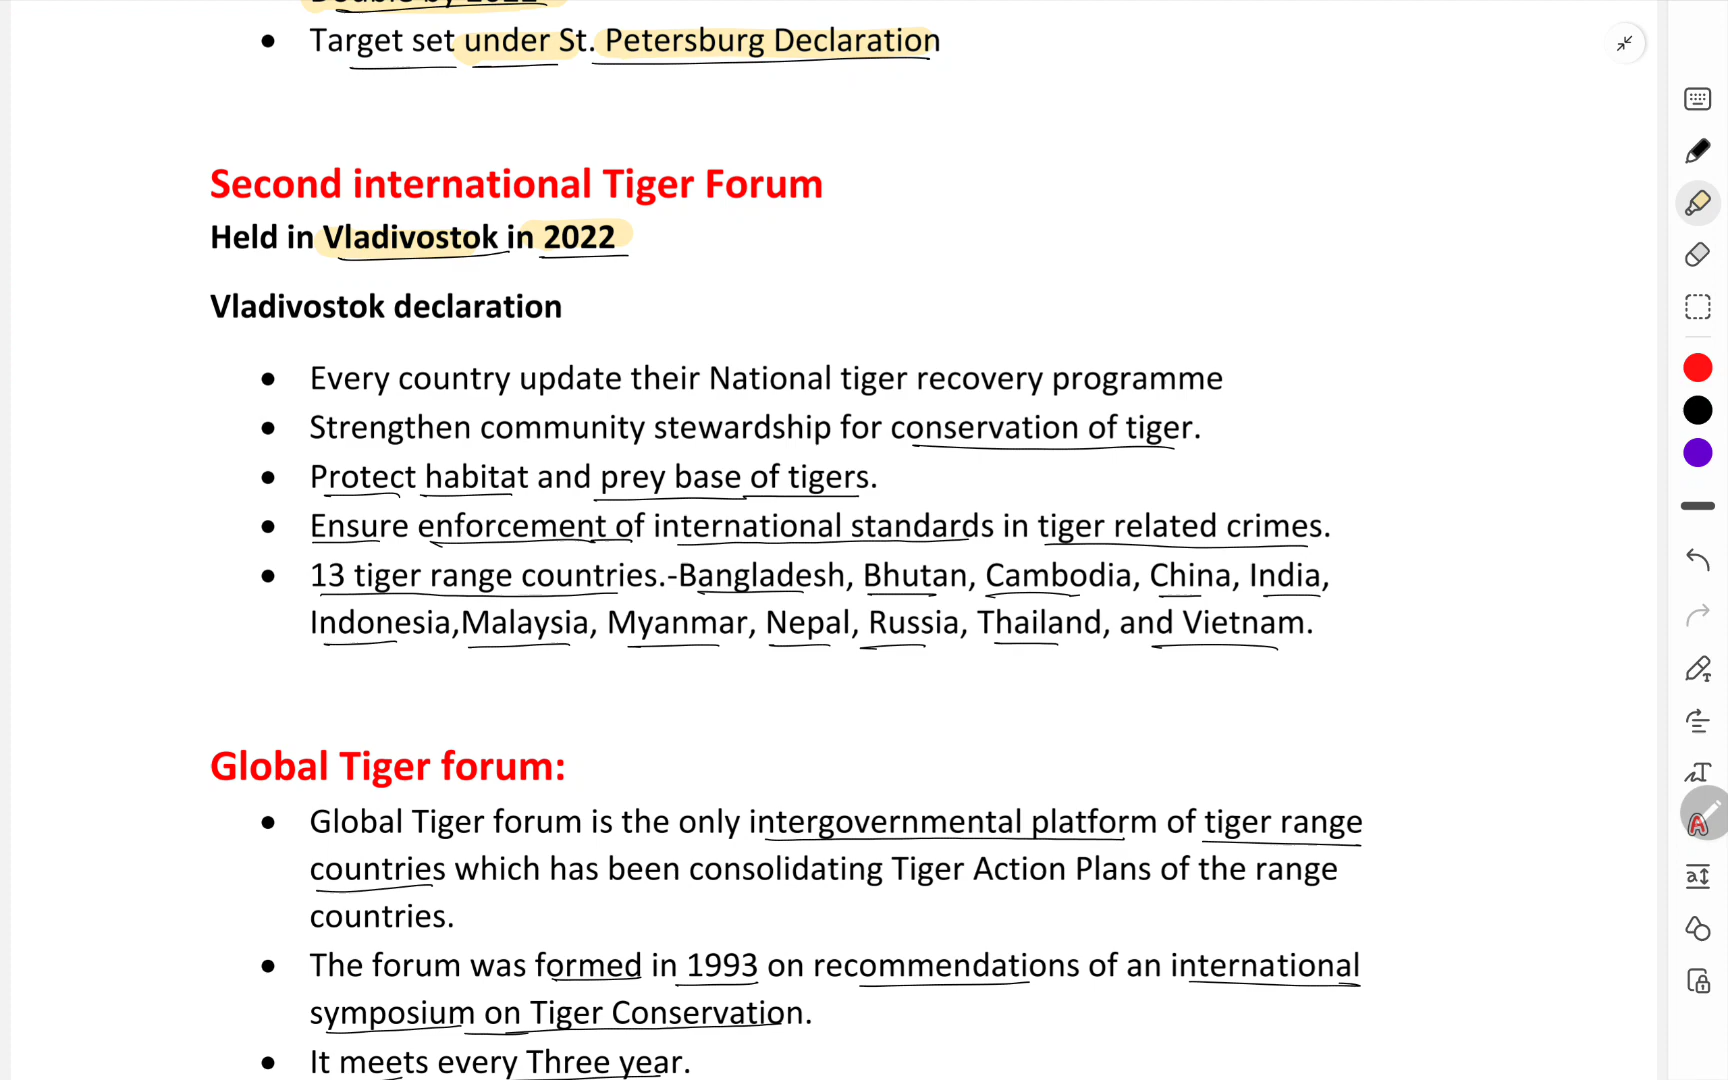 Double by 2022
Target set under St. Petersburg Declaration
Second international Tiger Forum
Held in Vladivostok in 2022
Vladivostok declaration
Every country update their National tiger recovery programme
Strengthen community stewardship for conservation of tiger.
Protect habitat and prey base of tigers.
Ensure enforcement of international standards in tiger related crimes.
13 tiger range countries.-Bangladesh, Bhutan, Cambodia, China, India,
Indonesia,Malaysia, Myanmar, Nepal, Russia, Thailand, and Vietnam.
Global Tiger forum:
Global Tiger forum is the only intergovernmental platform of tiger range
countries which has been consolidating Tiger Action Plans of the range
countries.
The forum was formed in 1993 on recommendations of an international
symposium on Tiger Conservation.
It meets every Three year.